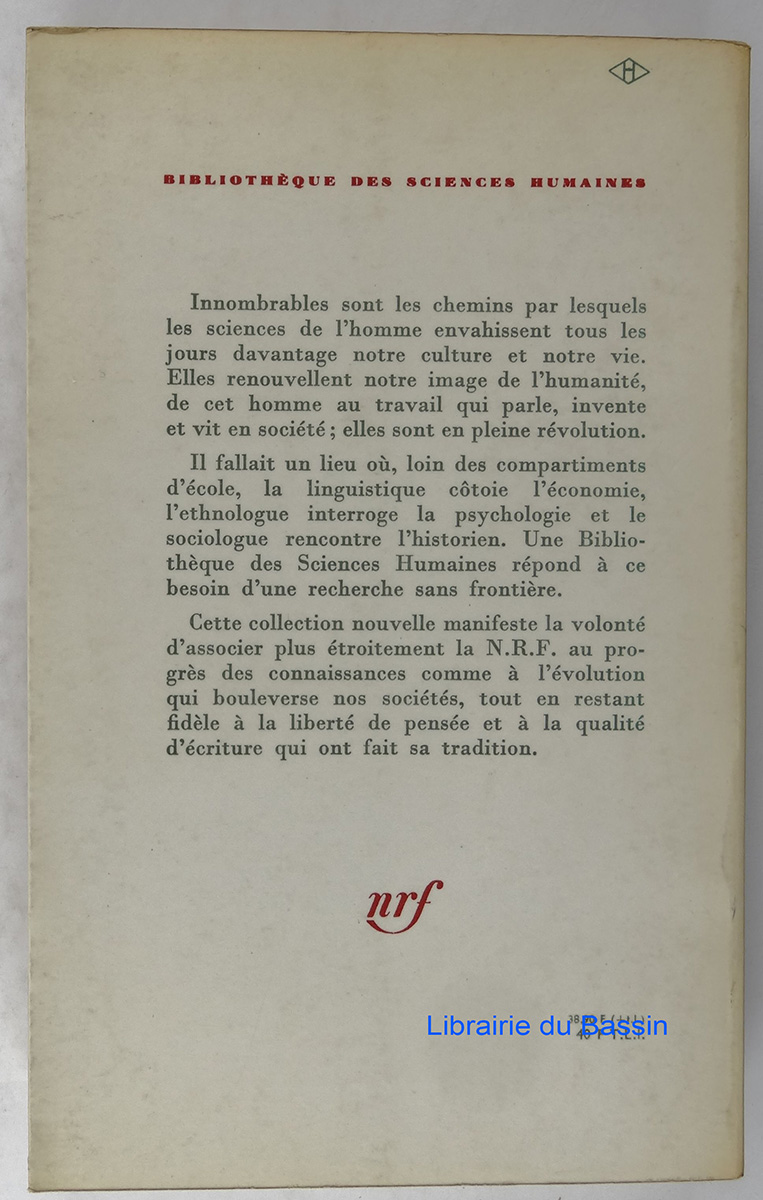 H
BIBLIOTHÈQUE DES SCIENCES HUMAINES
Innombrables sont les chemins par lesquels
les sciences de l'homme envahissent tous les
jours davantage notre culture et notre vie.
Elles renouvellent notre image de l'humanité,
de cet homme au travail qui parle, invente
et vit en société ; elles sont en pleine révolution.
Il fallait un lieu où, loin des compartiments
d'école, la linguistique côtoie l'économie,
l'ethnologue interroge la psychologie et le
sociologue rencontre l'historien. Une Biblio-
thèque des Sciences Humaines répond à ce
besoin d'une recherche sans frontière.
Cette collection nouvelle manifeste la volonté
d'associer plus étroitement la N.R.F. au pro-
grès des connaissances comme à l'évolution
qui bouleverse nos sociétés, tout en restant
fidèle à la liberté de pensée et à la qualité
d'écriture qui ont fait sa tradition.
nrf
Librairie du Bassin